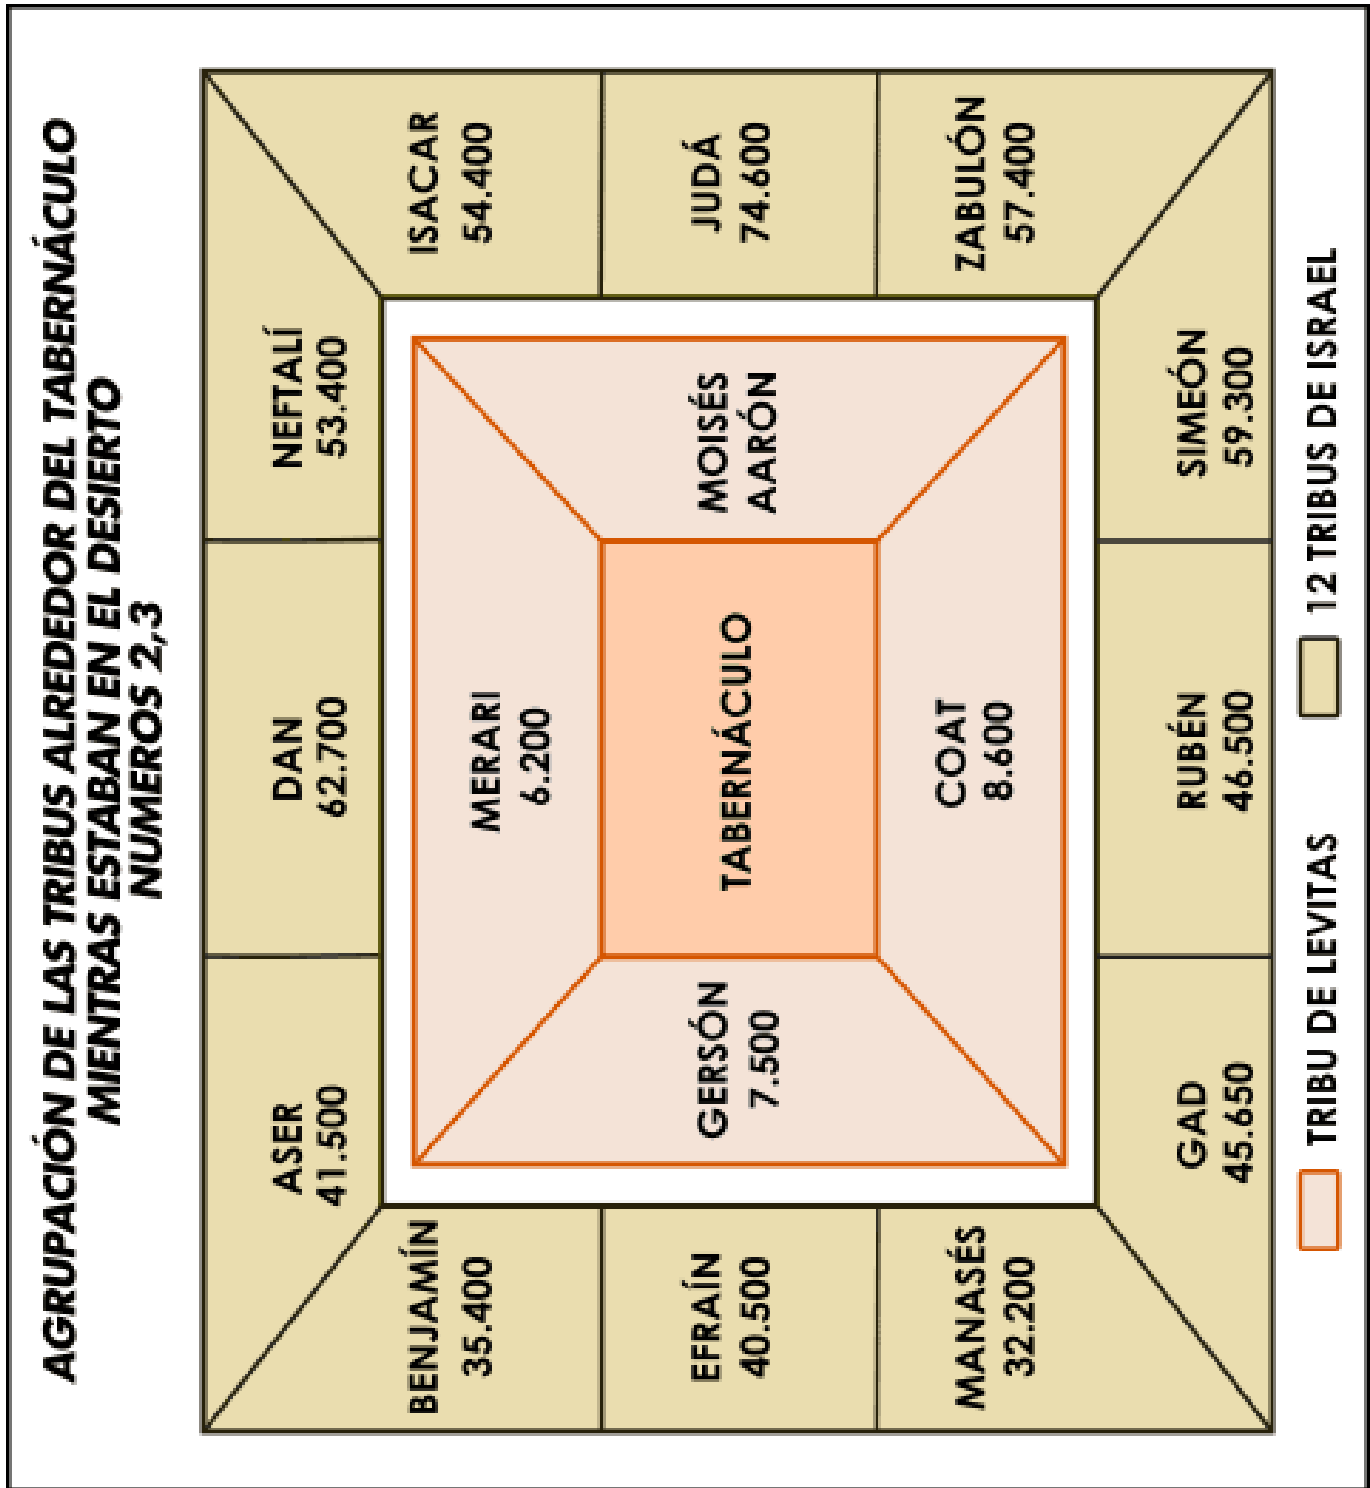 AGRUPACIÓN DE LAS TRIBUS ALREDEDOR DEL TABERNÁCULO
MIENTRAS ESTABAN EN EL DESIERTO
NUMEROS 2,3
ASER
41.500
DAN
62.700
NEFTALÍ
53.400
BENJAMÍN
35.400
MERARI
6.200
ISACAR
54.400
EFRAÍN
40.500
GERSÓN
7.500
TABERNÁCULO
MOISÉS
AARÓN
JUDÁ
74.600
MANASÉS
32.200
COAT
8.600
ZABULÓN
57.400
GAD
45.650
RUBÉN
46.500
SIMEÓN
59.300
TRIBU DE LEVITAS
12 TRIBUS DE ISRAEL